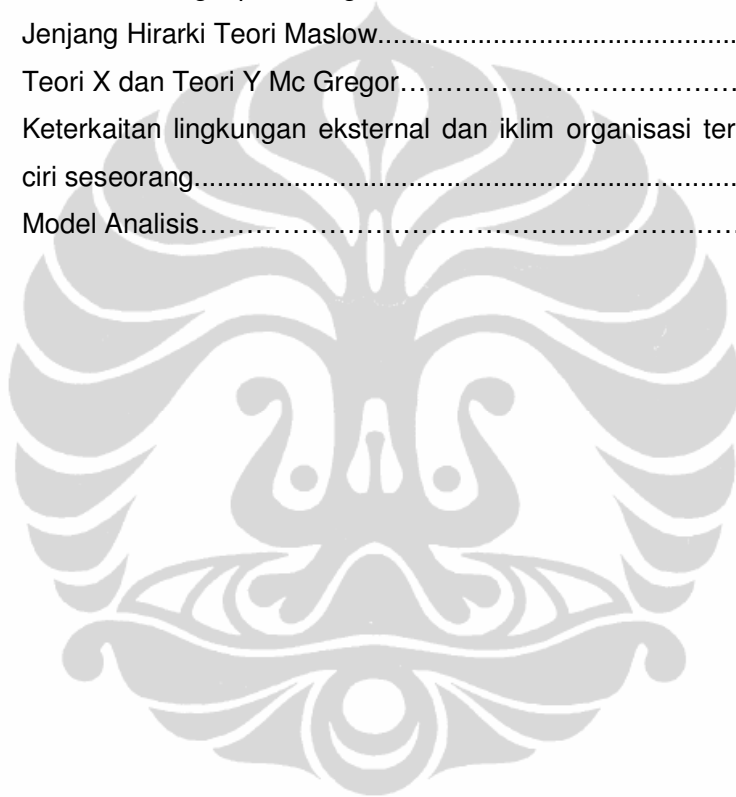 Jenjang Hirarki Teori Maslow...................................................
Teori X dan Teori Y Mc Gregor……………………………….
Keterkaitan lingkungan eksternal dan iklim organisasi ter
ciri seseorang..............................................................................
Model Analisis……………………………………………………